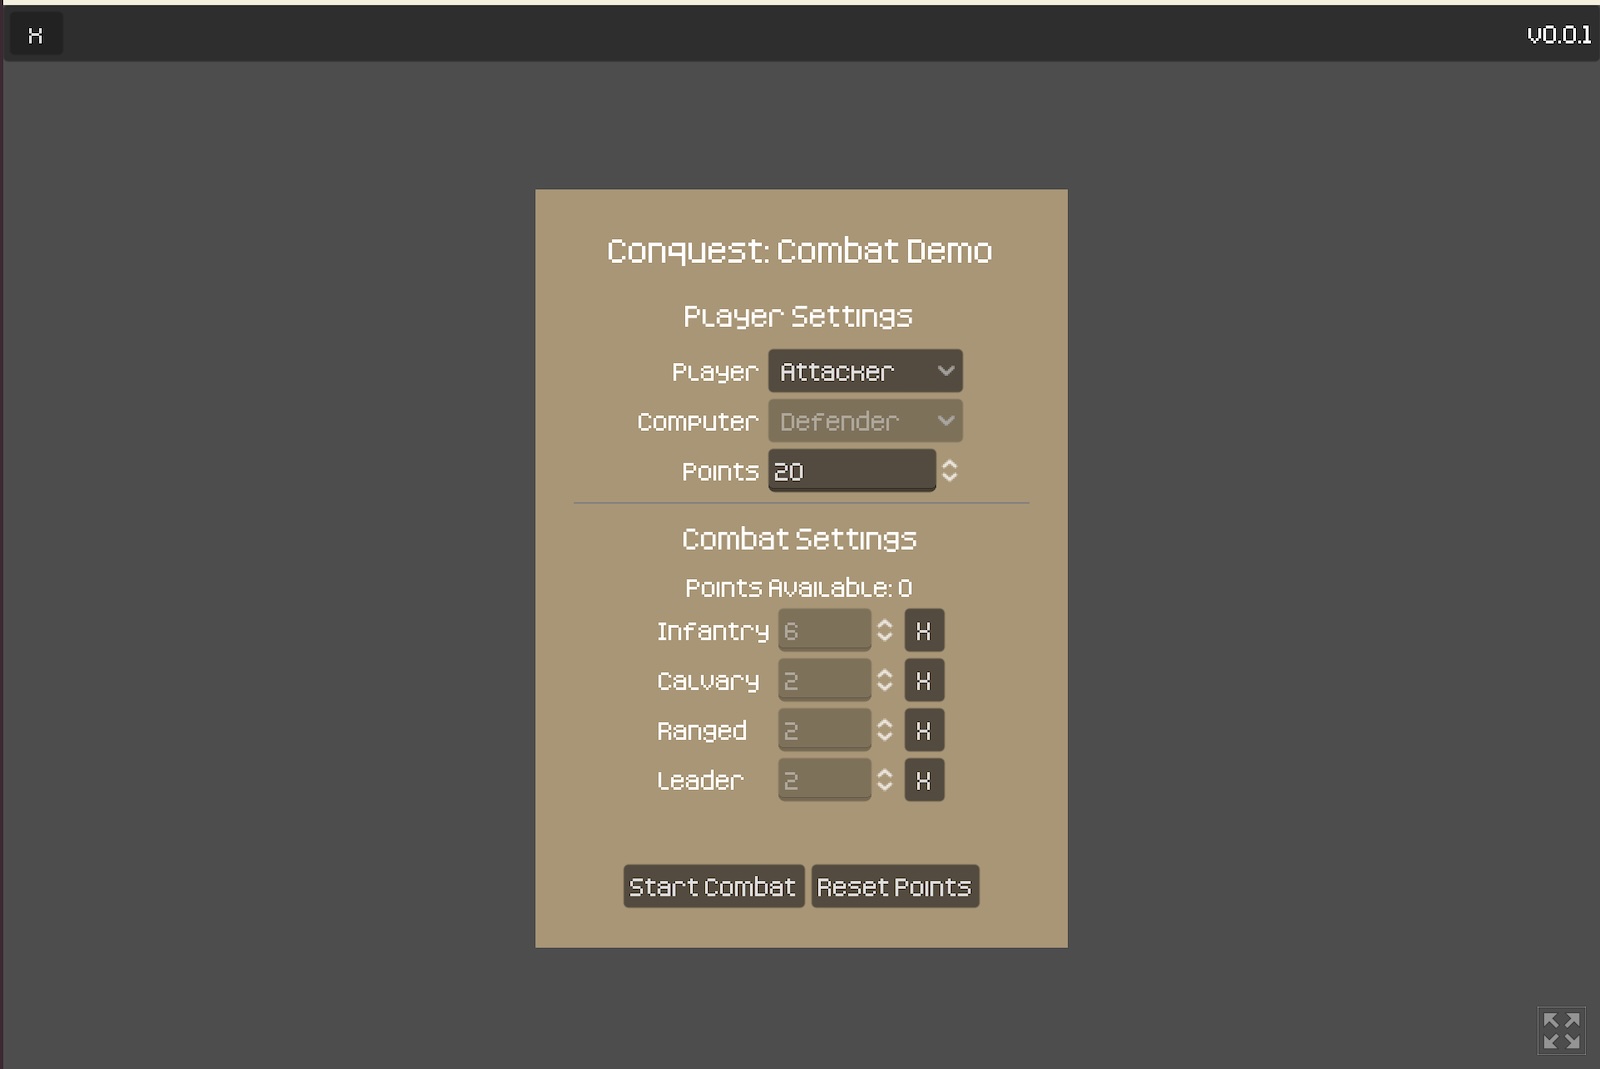 X
v0.0.1
Conquest: Combat Demo
Player Settings
Player Attacker
Computer Defender
Points 20
Combat Settings
Points Available: 0
Infantry 6 X
Calvary 2 X
Ranged 2 X
Leader 2 X
Start Combat Reset Points